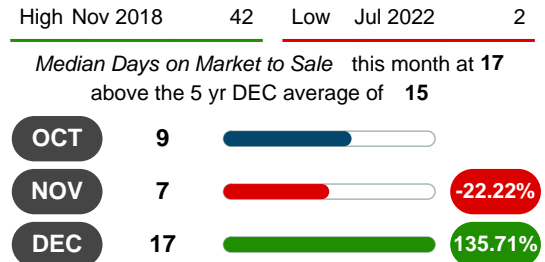 High Nov 2018 42 Low Jul 2022 2
Median Days on Market to Sale this month at 17
above the 5 yr DEC average of 15
OCT 9
NOV 7 -22.22%
DEC 17 135.71%